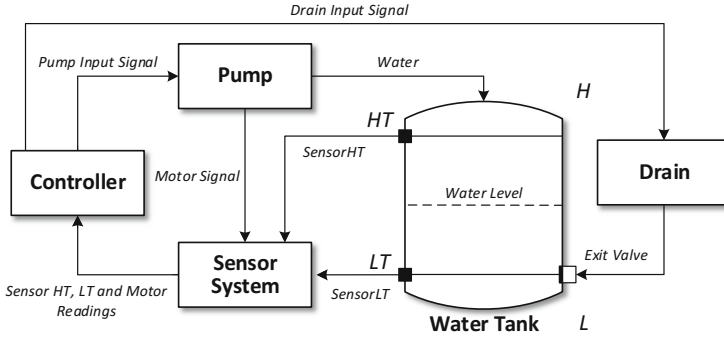 Drain Input Signal
Pump Input Signal
Pump
Water
H
HT
SensorHT
Controller
Motor Signal
Drain
Water Level
Sensor
System
LT
Exit Valve
SensorLT
Sensor HT, LT and Motor
Readings
Water Tank
L